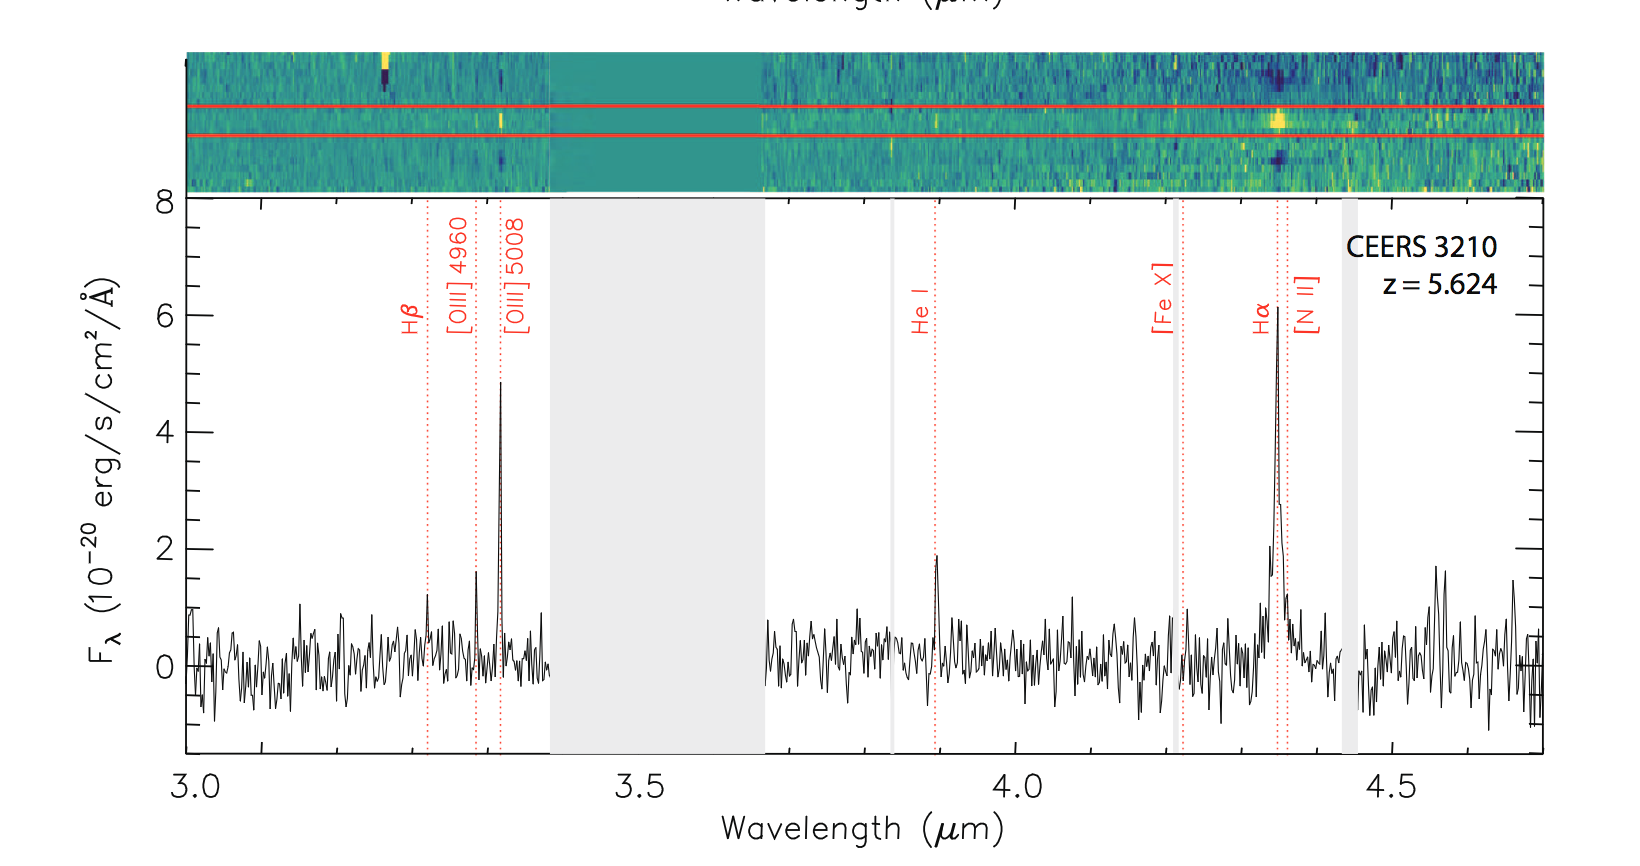 Wavelength (μm)
8
6
4
2
0
F_λ (10⁻²⁰ erg/s/cm²/Å)
Hβ
[OIII] 4960
[OIII] 5008
He I
[Fe X]
Hα
[N II]
CEERS 3210
z = 5.624
3.0 3.5 4.0 4.5
Wavelength (μm)